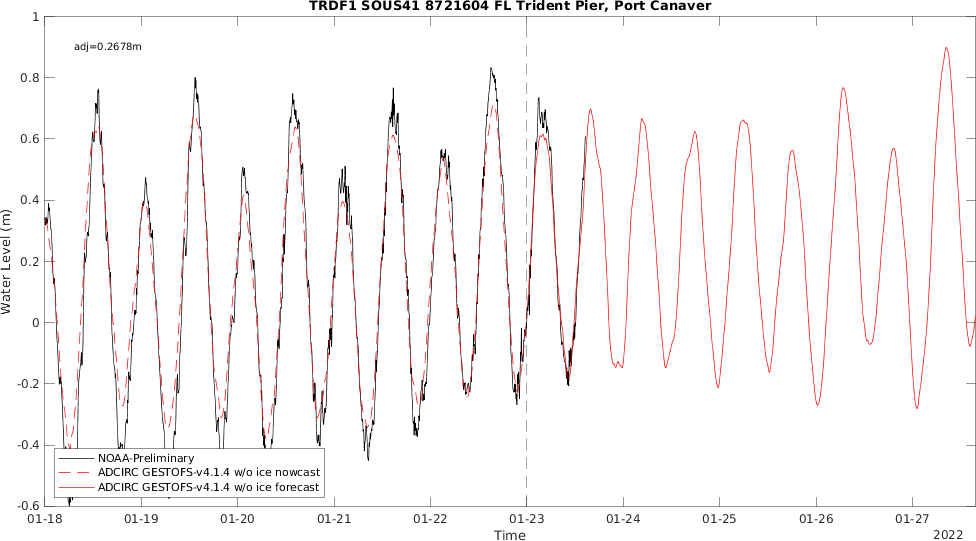 TRDF1 SOUS41 8721604 FL Trident Pier, Port Canaver
adj=0.2678m
1
0.8
0.6
0.4
0.2
0
-0.2
-0.4
-0.6
Water Level (m)
NOAA-Preliminary
ADCIRC GESTOFS-v4.1.4 w/o ice nowcast
ADCIRC GESTOFS-v4.1.4 w/o ice forecast
01-18 01-19 01-20 01-21 01-22 01-23 01-24 01-25 01-26 01-27
Time
2022